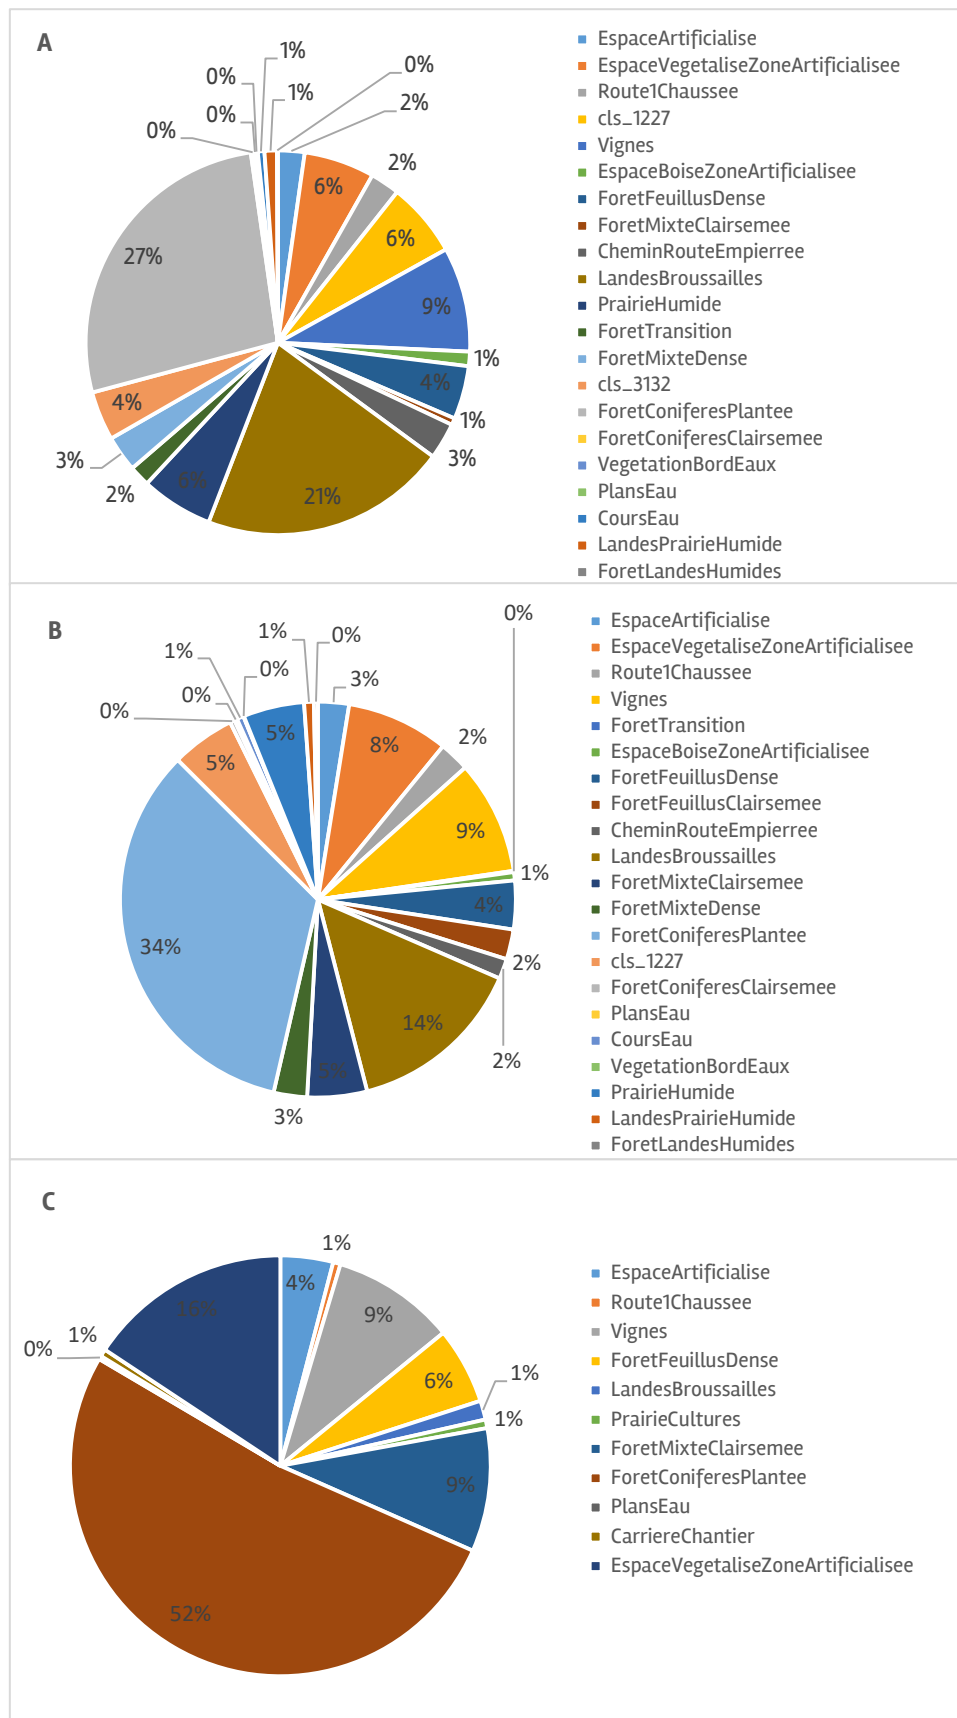 A
1%
0%
0%
1%
0%
2%
0%
0%
2%
6%
6%
27%
9%
1%
4%
4%
1%
3%
3%
6%
2%
21%
EspaceArtificialise
EspaceVegetaliseZoneArtificialisee
Route1Chaussee
cls_1227
Vignes
EspaceBoiseZoneArtificialisee
ForetFeuillusDense
ForetMixteClairsemee
CheminRouteEmpierree
LandesBroussailles
PrairieHumide
ForetTransition
ForetMixteDense
cls_3132
ForetConiferesPlantee
ForetConiferesClairsemee
VegetationBordEaux
PlansEau
CoursEau
LandesPrairieHumide
ForetLandesHumides
B
0%
1%
0%
1%
0%
3%
0%
0%
5%
8%
2%
5%
9%
1%
4%
34%
2%
14%
2%
5%
3%
EspaceArtificialise
EspaceVegetaliseZoneArtificialisee
Route1Chaussee
Vignes
ForetTransition
EspaceBoiseZoneArtificialisee
ForetFeuillusDense
ForetFeuillusClairsemee
CheminRouteEmpierree
LandesBroussailles
ForetMixteClairsemee
ForetMixteDense
ForetConiferesPlantee
cls_1227
ForetConiferesClairsemee
PlansEau
CoursEau
VegetationBordEaux
PrairieHumide
LandesPrairieHumide
ForetLandesHumides
C
1%
4%
16%
9%
1%
0%
6%
1%
1%
9%
52%
EspaceArtificialise
Route1Chaussee
Vignes
ForetFeuillusDense
LandesBroussailles
PrairieCultures
ForetMixteClairsemee
ForetConiferesPlantee
PlansEau
CarriereChantier
EspaceVegetaliseZoneArtificialisee